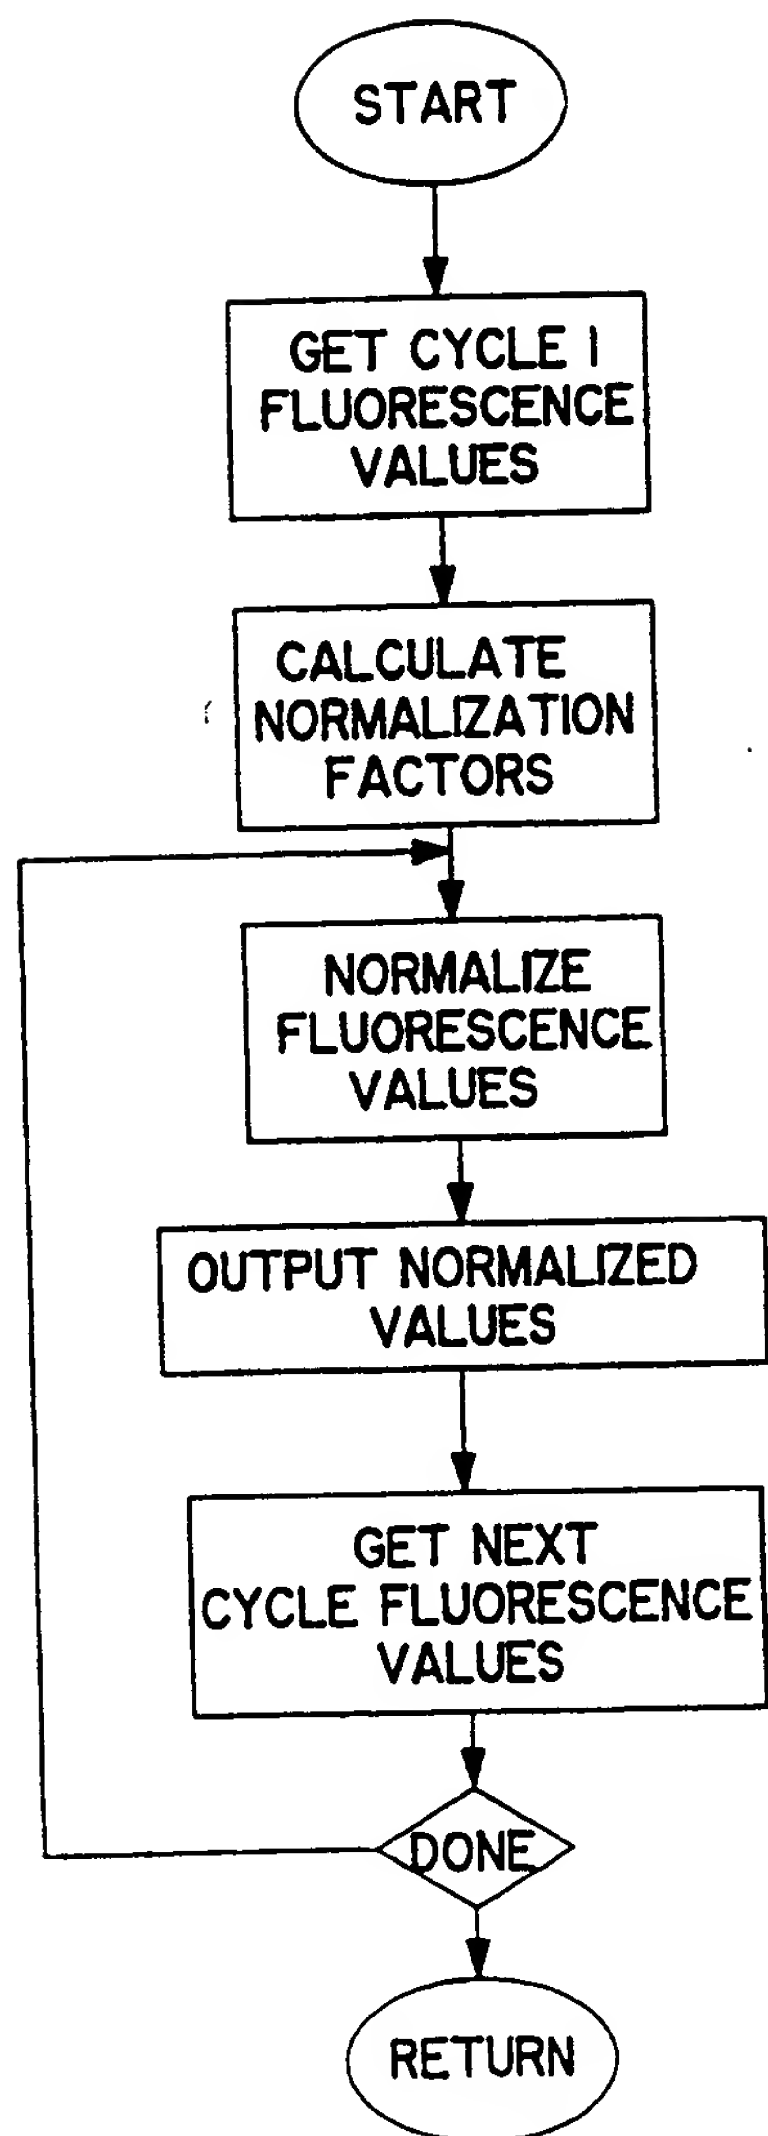 START
GET CYCLE 1
FLUORESCENCE
VALUES
CALCULATE
NORMALIZATION
FACTORS
NORMALIZE
FLUORESCENCE
VALUES
OUTPUT NORMALIZED
VALUES
GET NEXT
CYCLE FLUORESCENCE
VALUES
DONE
RETURN